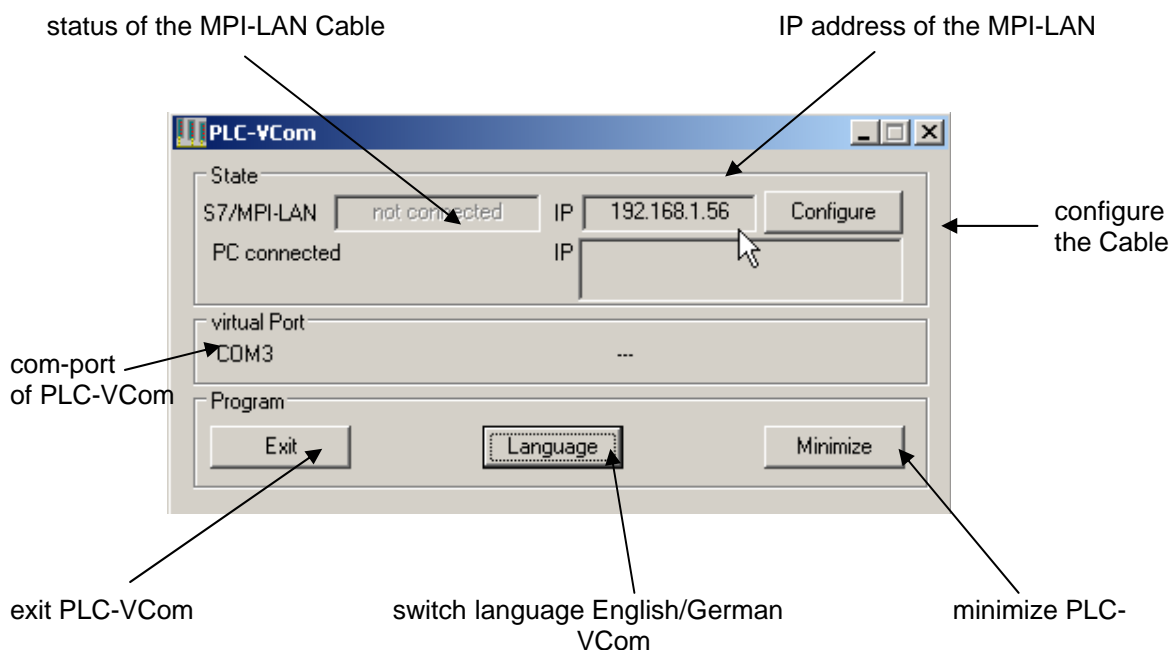 status of the MPI-LAN Cable
IP address of the MPI-LAN
PLC-VCom
State
S7/MPI-LAN not connected IP 192.168.1.56 Configure
configure
the Cable
PC connected IP
virtual Port
COM3 ---
com-port
of PLC-VCom
Program
Exit Language Minimize
exit PLC-VCom
switch language English/German
VCom
minimize PLC-